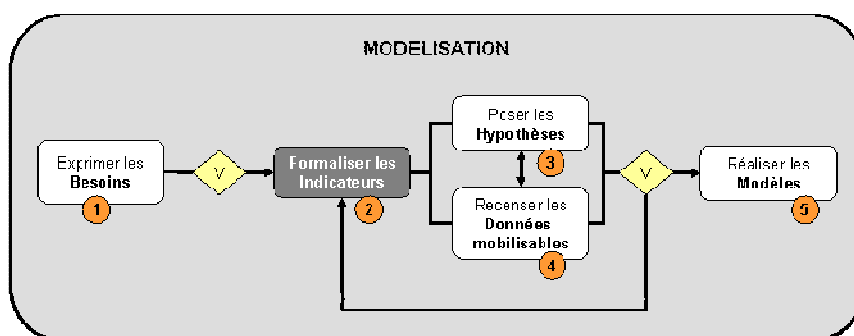 MODELISATION
Exprimer les
Besoins
1
V
Formaliser les
Indicateurs
2
Poser les
Hypothèses
3
Recenser les
Données
mobilisables
4
V
Réaliser les
Modèles
5